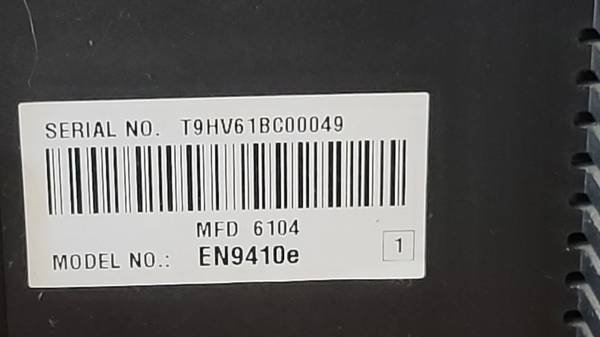 SERIAL NO. T9HV61BC00049
MFD 6104
MODEL NO.: EN9410e
1